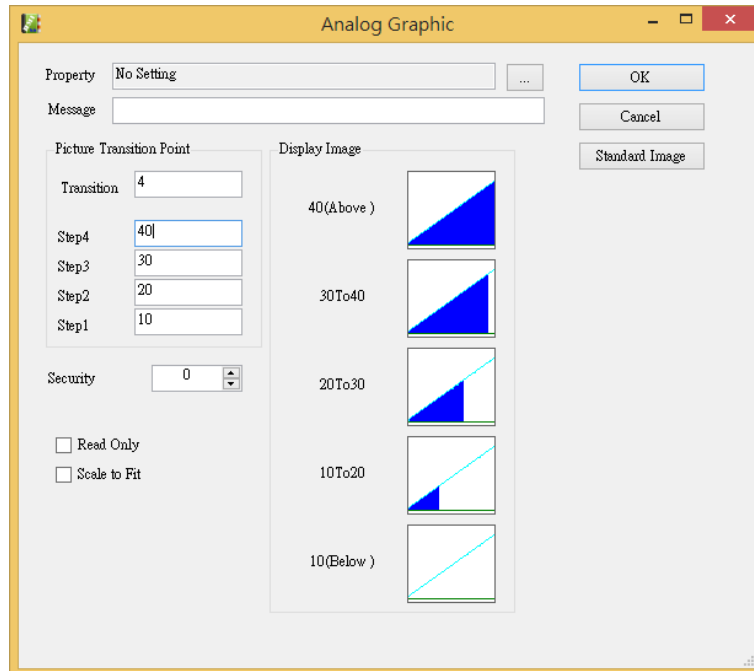 Analog Graphic
Property No Setting ...
OK
Message
Cancel
Picture Transition Point
Display Image
Standard Image
Transition 4
40(Above )
Step4 40
Step3 30
30To40
Step2 20
Step1 10
Security 0
20To30
Read Only
Scale to Fit
10To20
10(Below )